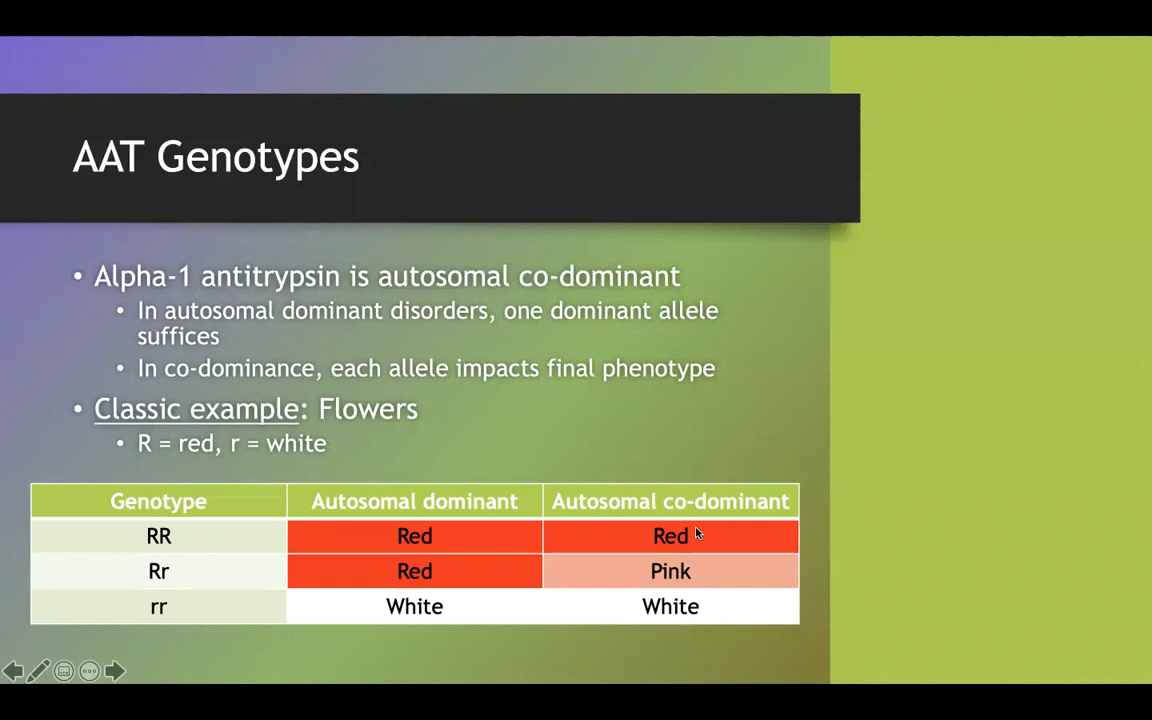 AAT Genotypes
• Alpha-1 antitrypsin is autosomal co-dominant
• In autosomal dominant disorders, one dominant allele
suffices
• In co-dominance, each allele impacts final phenotype
• Classic example: Flowers
• R = red, r = white
Genotype Autosomal dominant Autosomal co-dominant
RR Red Red
Rr Red Pink
rr White White